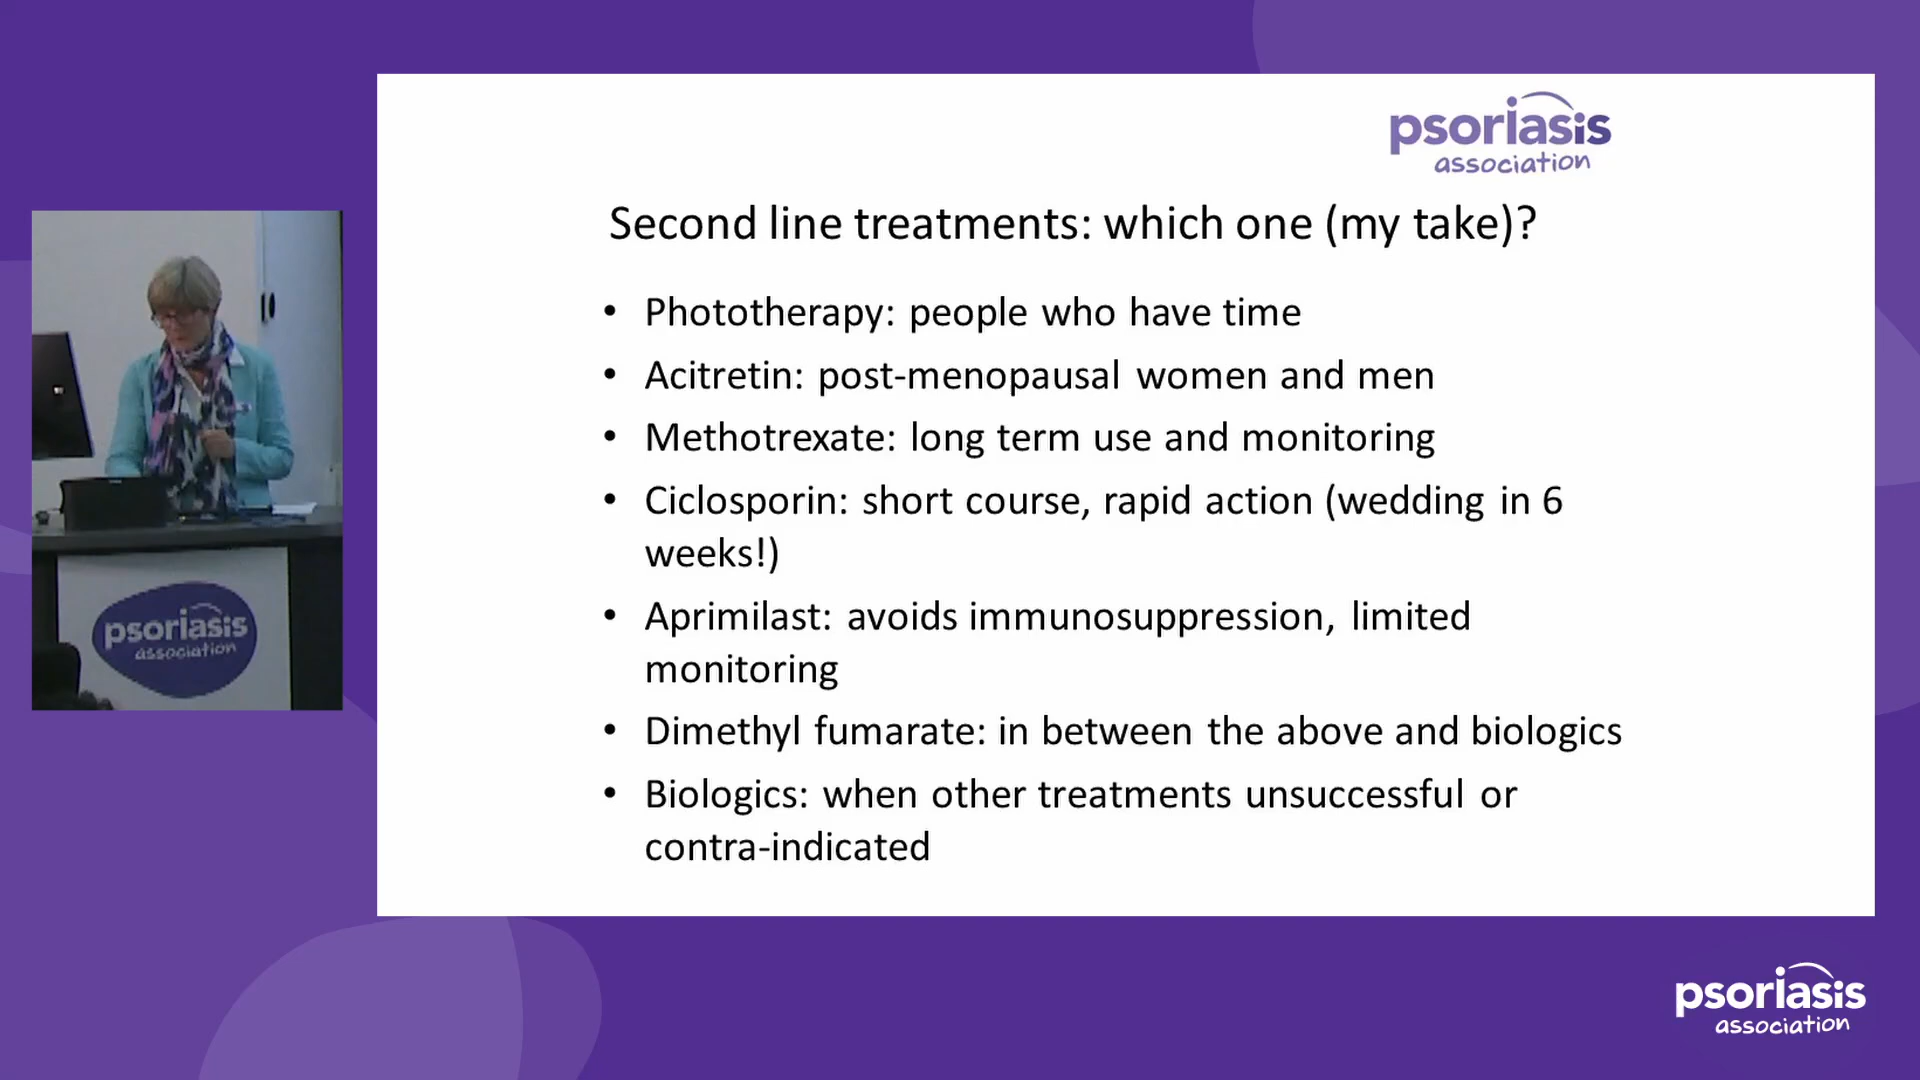 psoriasis
association
Second line treatments: which one (my take)?
• Phototherapy: people who have time
• Acitretin: post-menopausal women and men
• Methotrexate: long term use and monitoring
• Ciclosporin: short course, rapid action (wedding in 6
weeks!)
• Aprimilast: avoids immunosuppression, limited
monitoring
• Dimethyl fumarate: in between the above and biologics
• Biologics: when other treatments unsuccessful or
contra-indicated
psoriasis
association
psoriasis
association